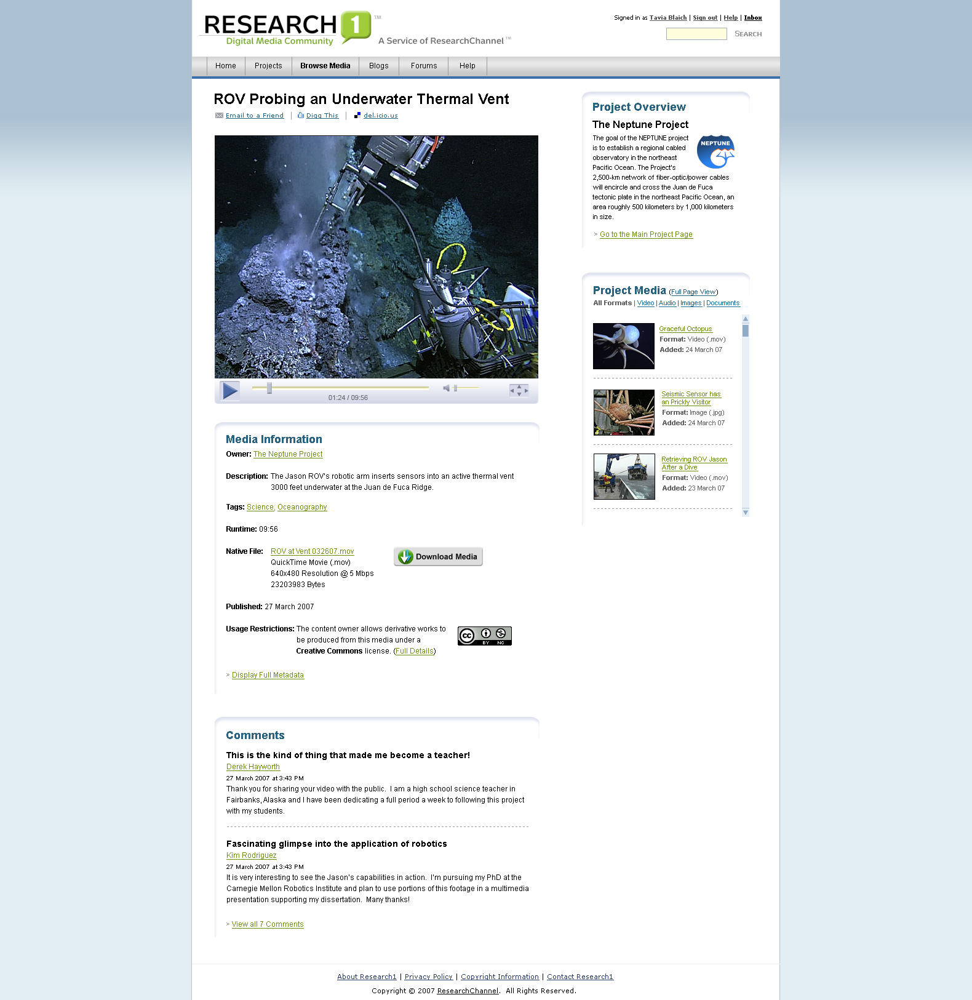 RESEARCH 1 ™
Digital Media Community
A Service of ResearchChannel ™
Signed in as Tavia Blaich | Sign out | Help | Inbox
SEARCH
Home
Projects
Browse Media
Blogs
Forums
Help
ROV Probing an Underwater Thermal Vent
Email to a Friend | Digg This | del.icio.us
01:24 / 09:56
Media Information
Owner: The Neptune Project
Description: The Jason ROV's robotic arm inserts sensors into an active thermal vent
3000 feet underwater at the Juan de Fuca Ridge.
Tags: Science, Oceanography
Runtime: 09:56
Native File: ROV at Vent 032607.mov
QuickTime Movie (.mov)
640x480 Resolution @ 5 Mbps
23203983 Bytes
Download Media
Published: 27 March 2007
Usage Restrictions: The content owner allows derivative works to
be produced from this media under a
Creative Commons license. (Full Details)
cc
BY NC
> Display Full Metadata
Comments
This is the kind of thing that made me become a teacher!
Derek Hayworth
27 March 2007 at 3:43 PM
Thank you for sharing your video with the public. I am a high school science teacher in
Fairbanks, Alaska and I have been dedicating a full period a week to following this project
with my students.
Fascinating glimpse into the application of robotics
Kim Rodriguez
27 March 2007 at 3:43 PM
It is very interesting to see the Jason's capabilities in action. I'm pursuing my PhD at the
Carnegie Mellon Robotics Institute and plan to use portions of this footage in a multimedia
presentation supporting my dissertation. Many thanks!
> View all 7 Comments
Project Overview
The Neptune Project
The goal of the NEPTUNE project
is to establish a regional cabled
observatory in the northeast
Pacific Ocean. The Project's
2,500-km network of fiber-optic/power cables
will encircle and cross the Juan de Fuca
tectonic plate in the northeast Pacific Ocean, an
area roughly 500 kilometers by 1,000 kilometers
in size.
NEPTUNE
> Go to the Main Project Page
Project Media (Full Page View)
All Formats | Video | Audio | Images | Documents
Graceful Octopus
Format: Video (.mov)
Added: 24 March 07
Seismic Sensor has
an Prickly Visitor
Format: Image (.jpg)
Added: 24 March 07
Retrieving ROV Jason
After a Dive
Format: Video (.mov)
Added: 23 March 07
About Research1 | Privacy Policy | Copyright Information | Contact Research1
Copyright © 2007 ResearchChannel. All Rights Reserved.